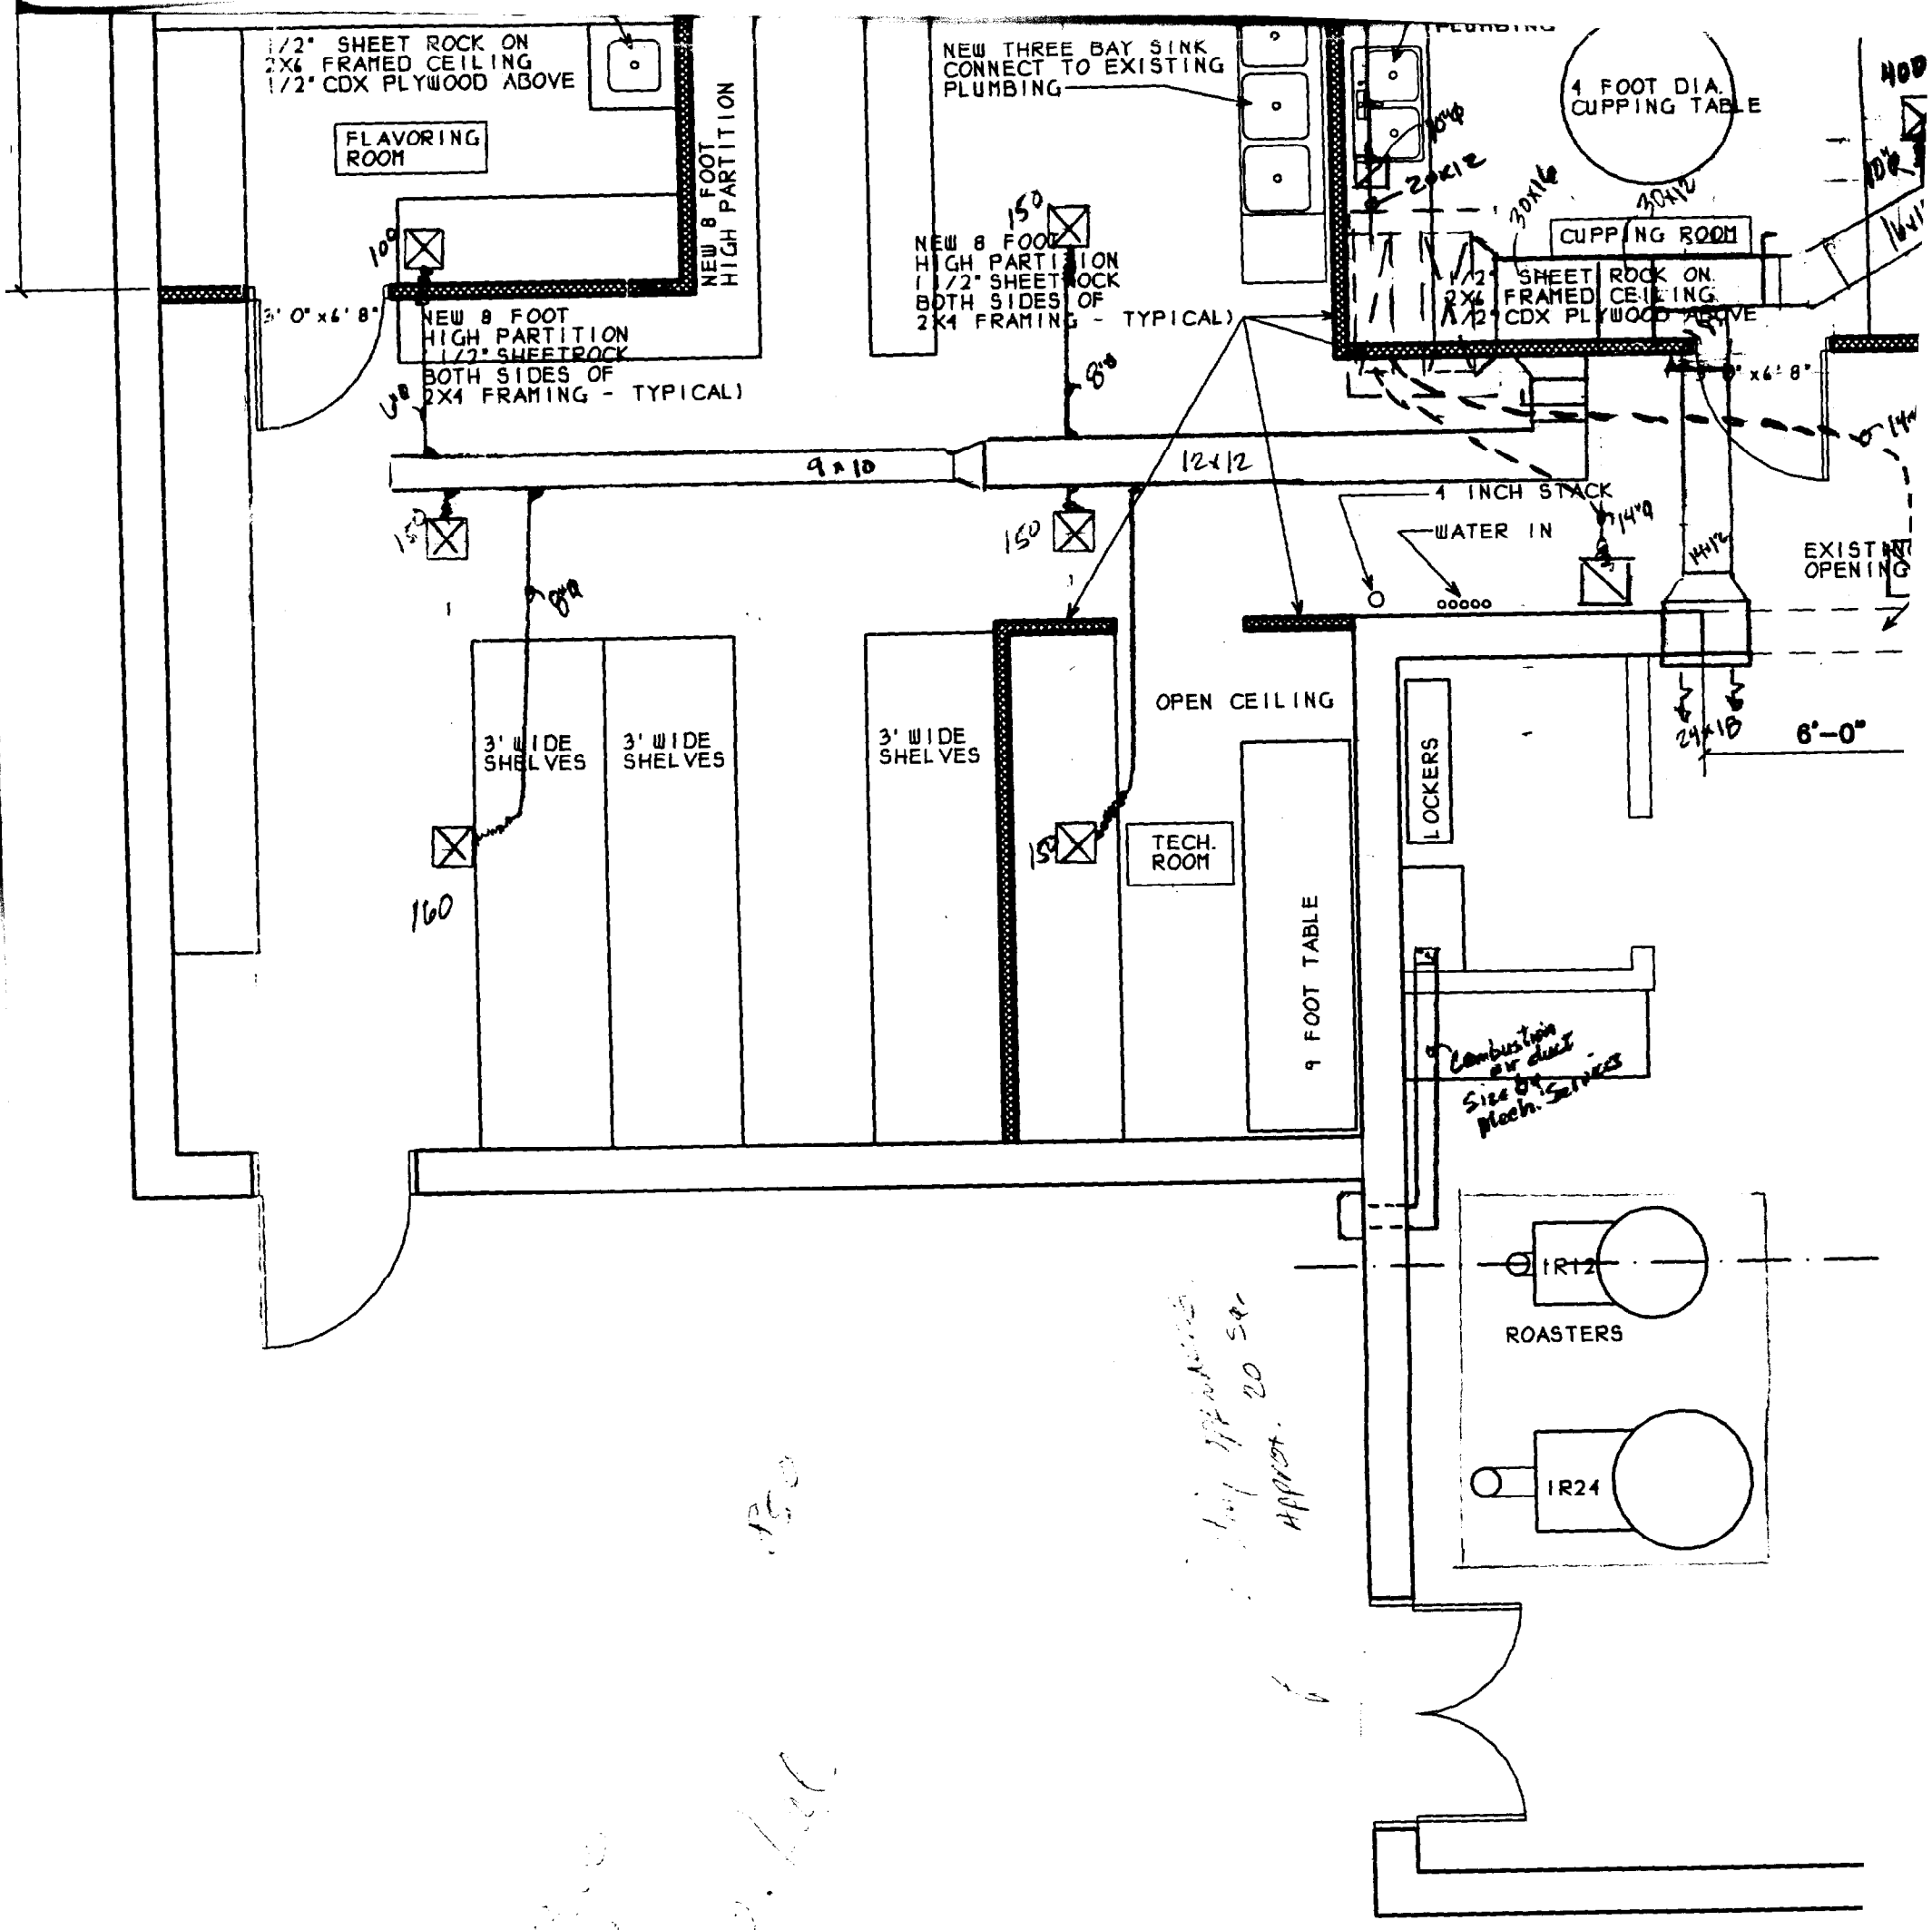 1/2" SHEET ROCK ON
2X6 FRAMED CEILING
1/2" CDX PLYWOOD ABOVE
FLAVORING
ROOM
NEW 8 FOOT
HIGH PARTITION
100
3' 0" x 6' 8"
NEW 8 FOOT
HIGH PARTITION
1 1/2" SHEETROCK
BOTH SIDES OF
2X4 FRAMING - TYPICAL)
NEW THREE BAY SINK
CONNECT TO EXISTING
PLUMBING
150
NEW 8 FOOT
HIGH PARTITION
( 1/2" SHEETROCK
BOTH SIDES OF
2X4 FRAMING - TYPICAL)
8"ø
PLUMBING
4 FOOT DIA.
CUPPING TABLE
400
10"ø
20x12
30x16
30x12
10"ø
CUPPING ROOM
1/2" SHEET ROCK ON
2X6 FRAMED CEILING
1/2" CDX PLYWOOD ABOVE
x 6' 8"
9x10
12x12
150
8"ø
150
4 INCH STACK
WATER IN
14"ø
14x12
EXISTING
OPENING
24x18
6'-0"
OPEN CEILING
3' WIDE
SHELVES
3' WIDE
SHELVES
3' WIDE
SHELVES
160
150
TECH.
ROOM
9 FOOT TABLE
LOCKERS
Combustion
air duct
Size by
Mech. Services
IR12
ROASTERS
IR24
Approx. 20